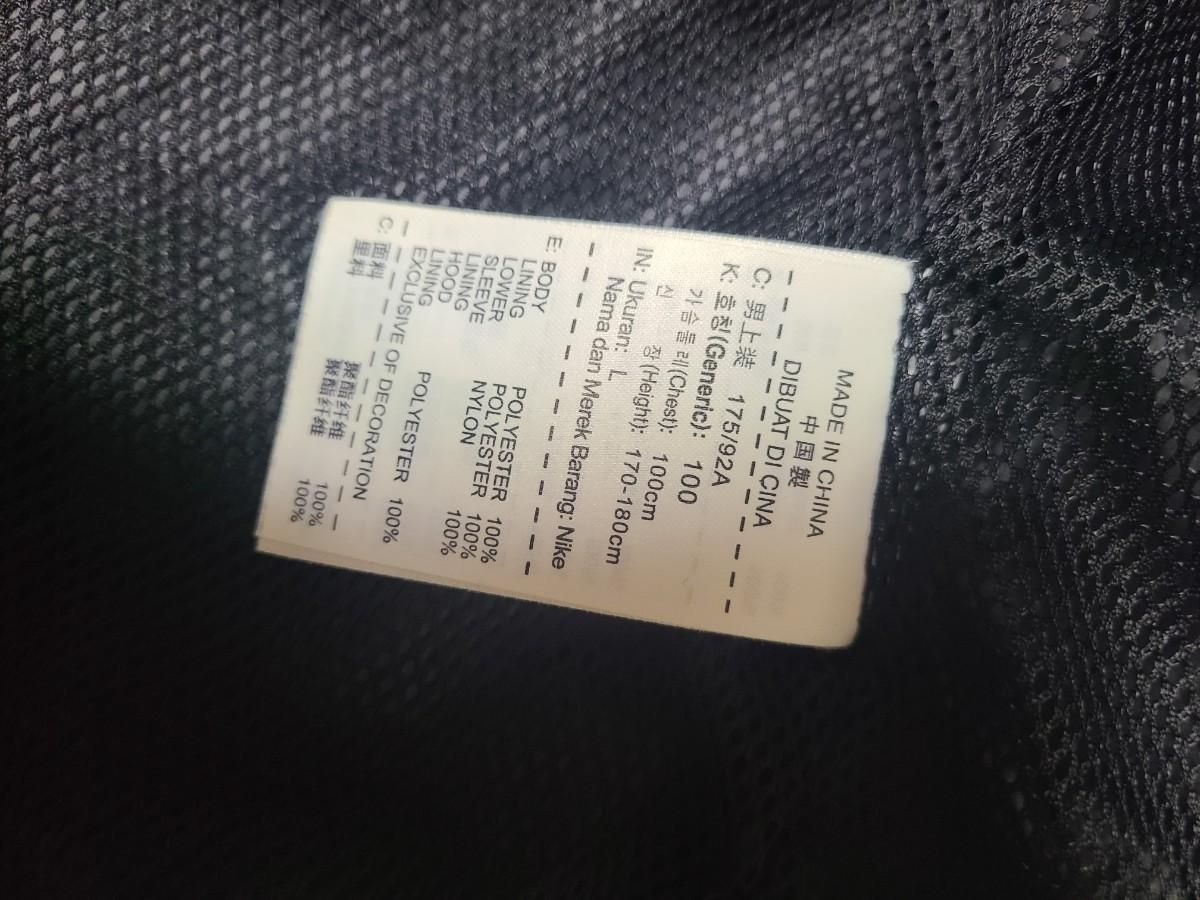 MADE IN CHINA
中国製
DIBUAT DI CINA
C: 男上装 175/92A
K: 호칭(Generic): 100
가슴둘레(Chest): 100cm
신 장(Height): 170-180cm
IN: Ukuran: L
Nama dan Merek Barang: Nike
E: BODY POLYESTER 100%
LINING POLYESTER 100%
LOWER SLEEVE LINING NYLON 100%
HOOD LINING POLYESTER 100%
EXCLUSIVE OF DECORATION
C: 面料 聚酯纤维 100%
里料 聚酯纤维 100%